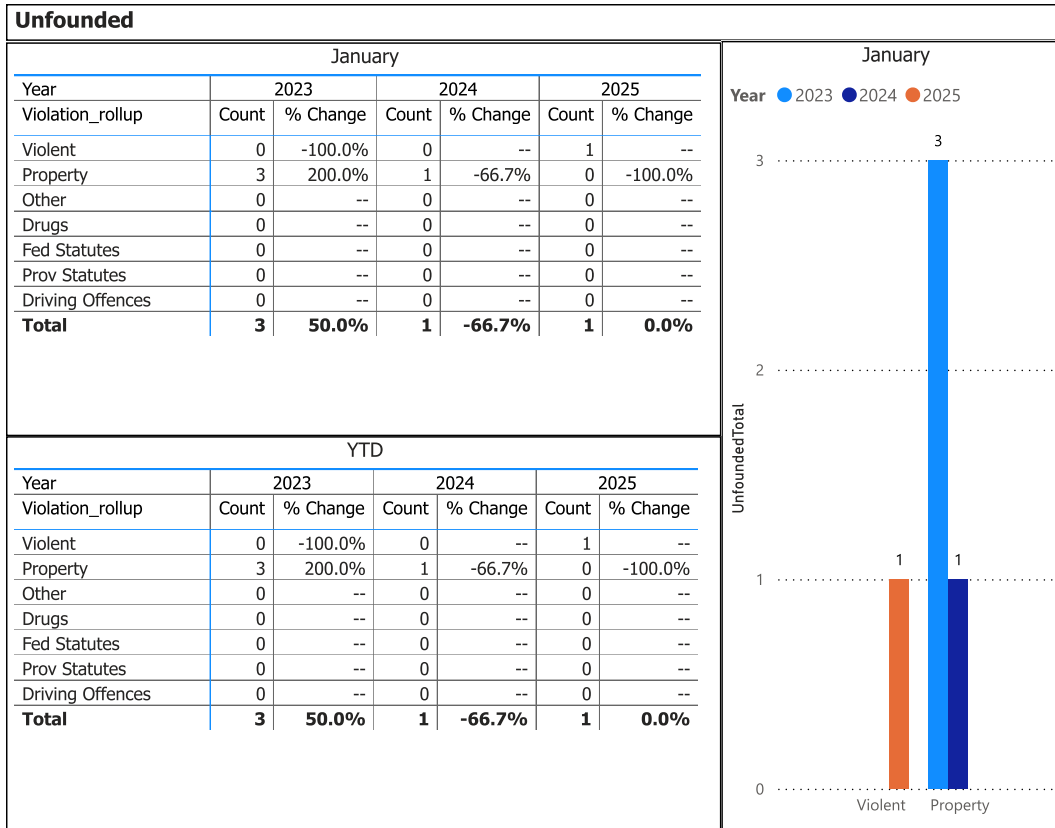 Unfounded
January
Year 2023 2024 2025
Violation_rollup Count % Change Count % Change Count % Change
Violent 0 -100.0% 0 -- 1 --
Property 3 200.0% 1 -66.7% 0 -100.0%
Other 0 -- 0 -- 0 --
Drugs 0 -- 0 -- 0 --
Fed Statutes 0 -- 0 -- 0 --
Prov Statutes 0 -- 0 -- 0 --
Driving Offences 0 -- 0 -- 0 --
Total 3 50.0% 1 -66.7% 1 0.0%
YTD
Year 2023 2024 2025
Violation_rollup Count % Change Count % Change Count % Change
Violent 0 -100.0% 0 -- 1 --
Property 3 200.0% 1 -66.7% 0 -100.0%
Other 0 -- 0 -- 0 --
Drugs 0 -- 0 -- 0 --
Fed Statutes 0 -- 0 -- 0 --
Prov Statutes 0 -- 0 -- 0 --
Driving Offences 0 -- 0 -- 0 --
Total 3 50.0% 1 -66.7% 1 0.0%
January
Year 2023 2024 2025
3
3
2
UnfoundedTotal
1 1
1
0
Violent Property